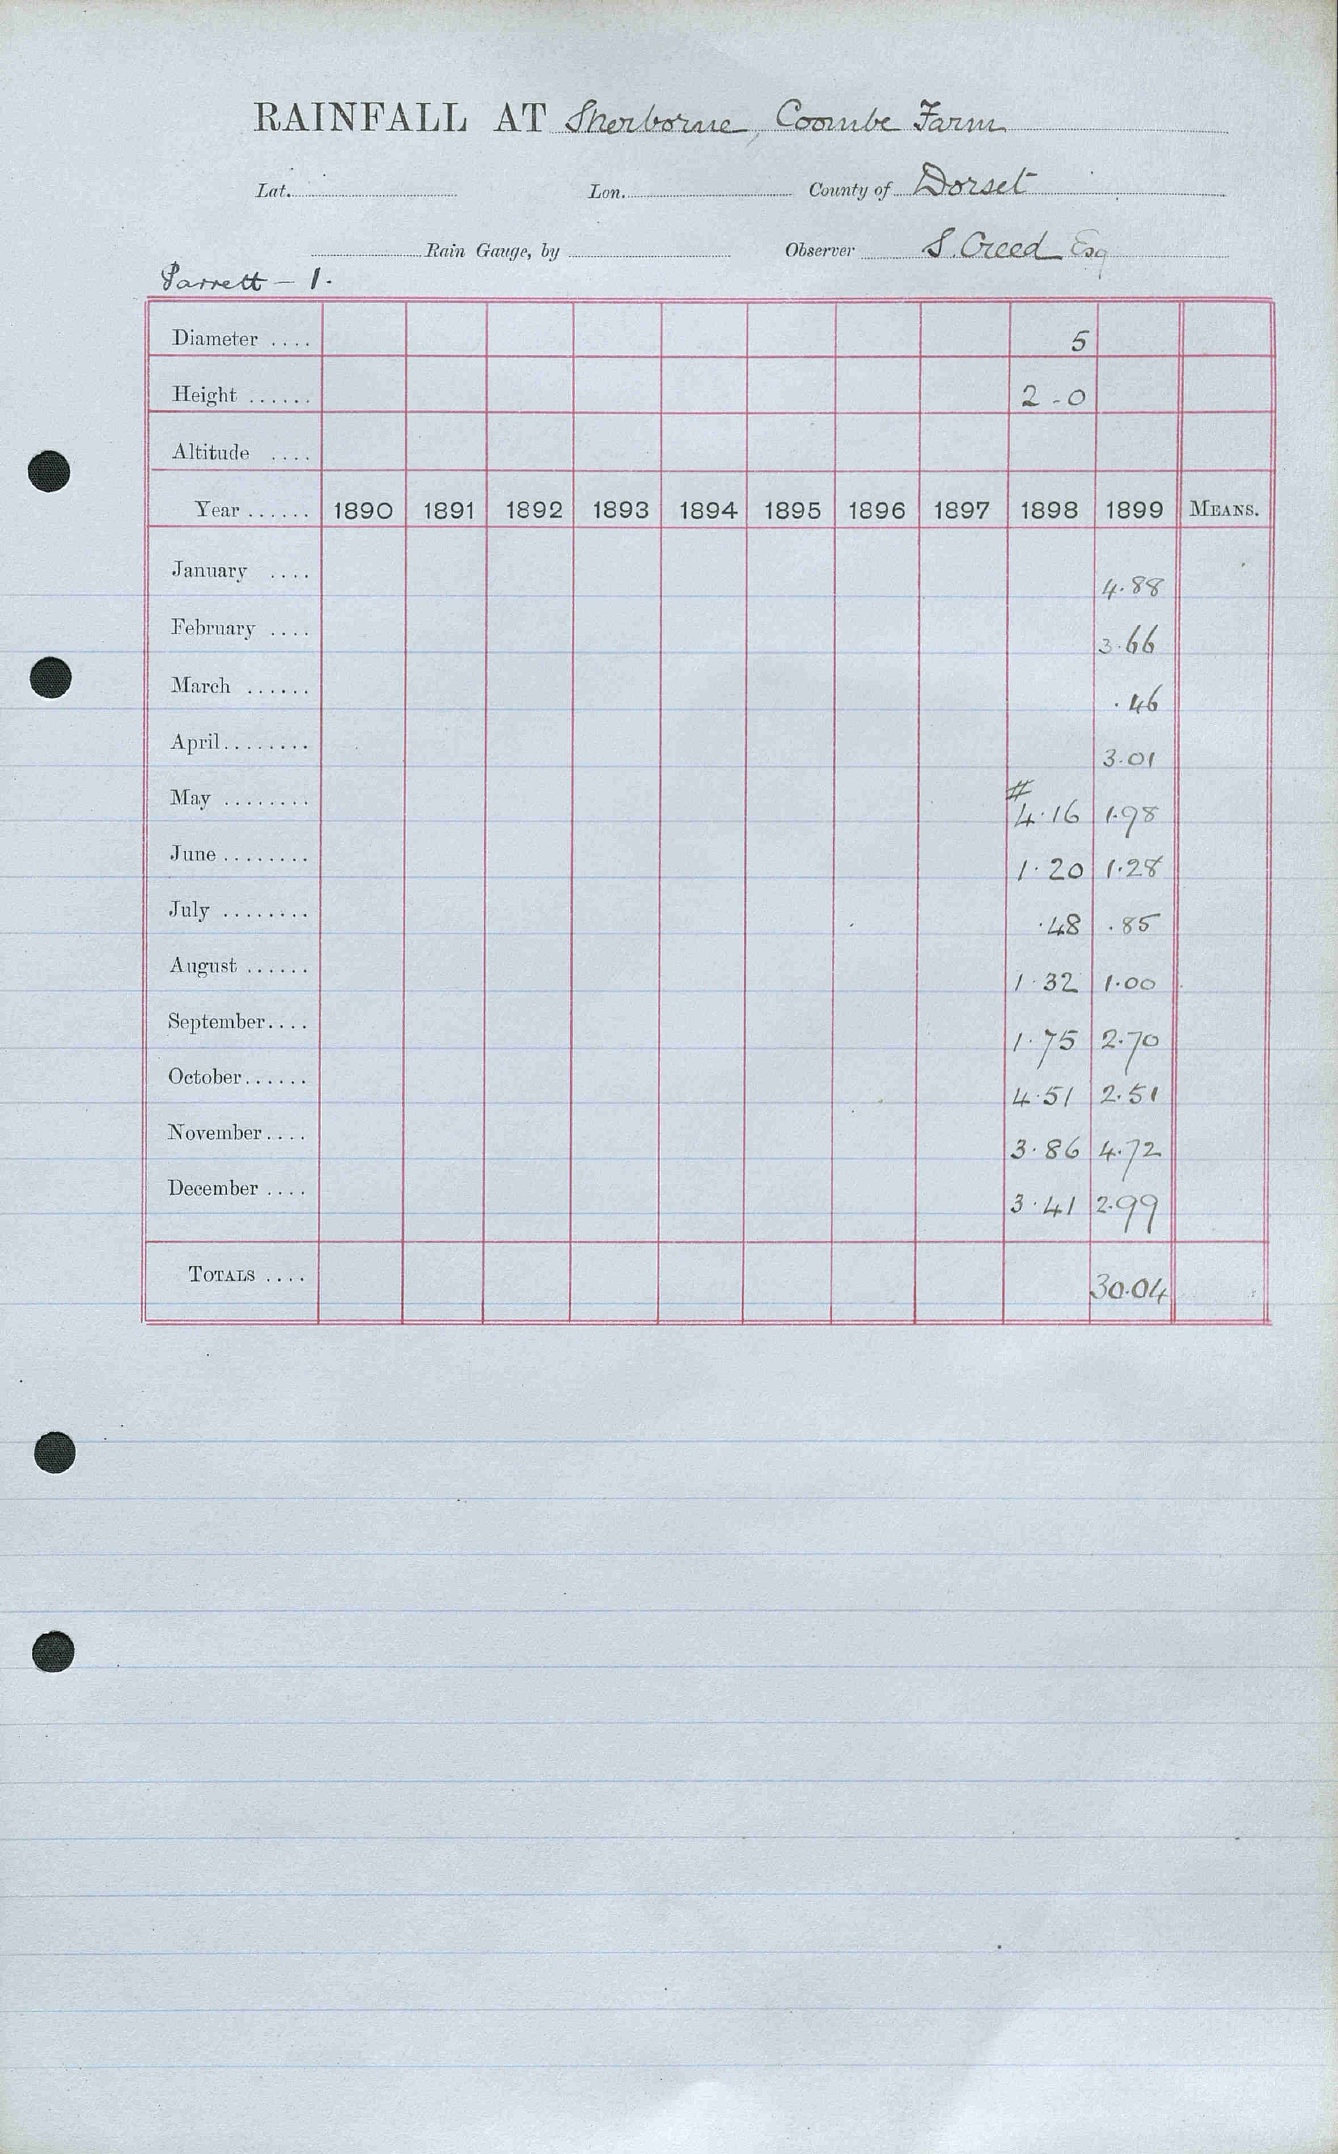 RAINFALL AT Sherborne, Coombe Farm
Lat. Lon. County of Dorset
Rain Gauge, by Observer S. Creed Esq
Parrett - 1.
Diameter .... 5
Height ...... 2-0
Altitude ....
Year ...... 1890 1891 1892 1893 1894 1895 1896 1897 1898 1899 MEANS.
January .... 4.88
February .... 3.66
March ...... .46
April........ 3.01
#
May ........ 4.16 1.98
June ........ 1.20 1.28
July ........ .48 .85
August ...... 1.32 1.00
September.... 1.75 2.70
October...... 4.51 2.51
November.... 3.86 4.72
December .... 3.41 2.99
TOTALS .... 30.04